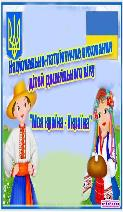 Національно-патріотичне виховання
дітей дошкільного віку
"Моя країна - Україна"